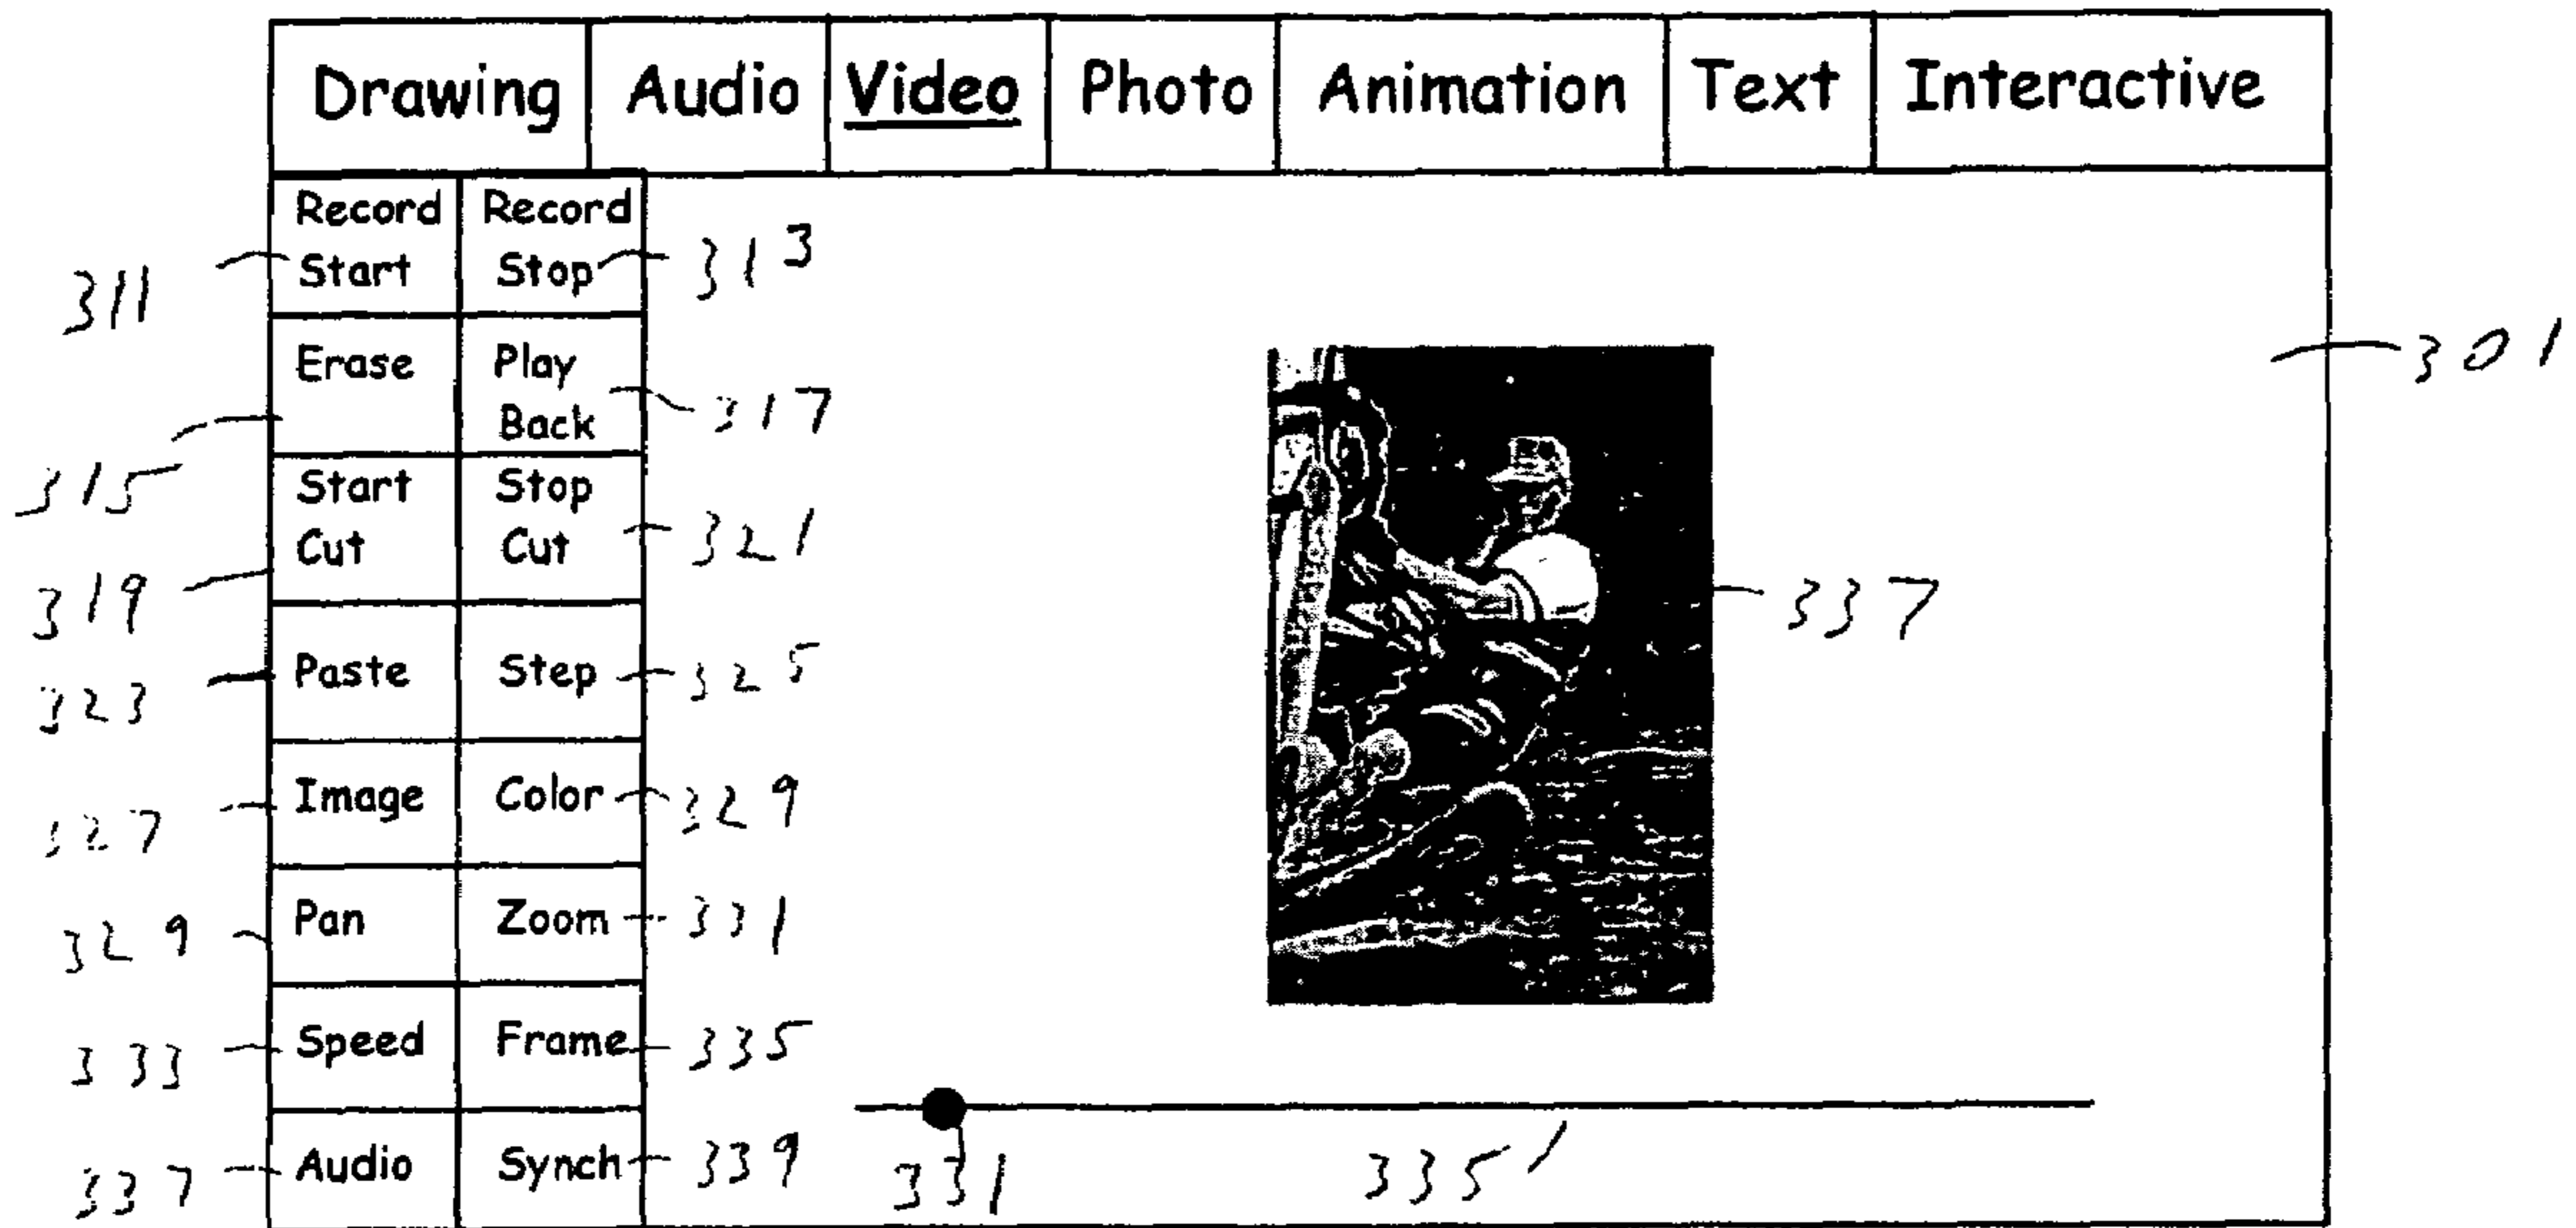 Drawing Audio Video Photo Animation Text Interactive
Record Record
311 Start Stop 313
301
Erase Play
Back 317
315
Start Stop
Cut Cut 321
319
337
Paste Step 325
323
Image Color 329
327
Pan Zoom 331
329
Speed Frame 335
333
Audio Synch 339
337
331 335'